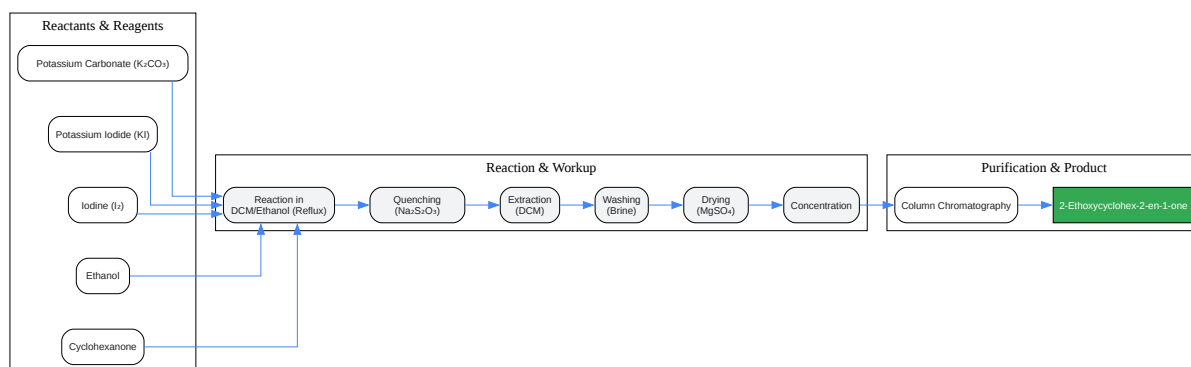 Reactants & Reagents
Potassium Carbonate (K₂CO₃)
Potassium Iodide (KI)
Iodine (I₂)
Ethanol
Cyclohexanone
Reaction & Workup
Reaction in
DCM/Ethanol (Reflux)
Quenching
(Na₂S₂O₃)
Extraction
(DCM)
Washing
(Brine)
Drying
(MgSO₄)
Concentration
Purification & Product
Column Chromatography
2-Ethoxycyclohex-2-en-1-one